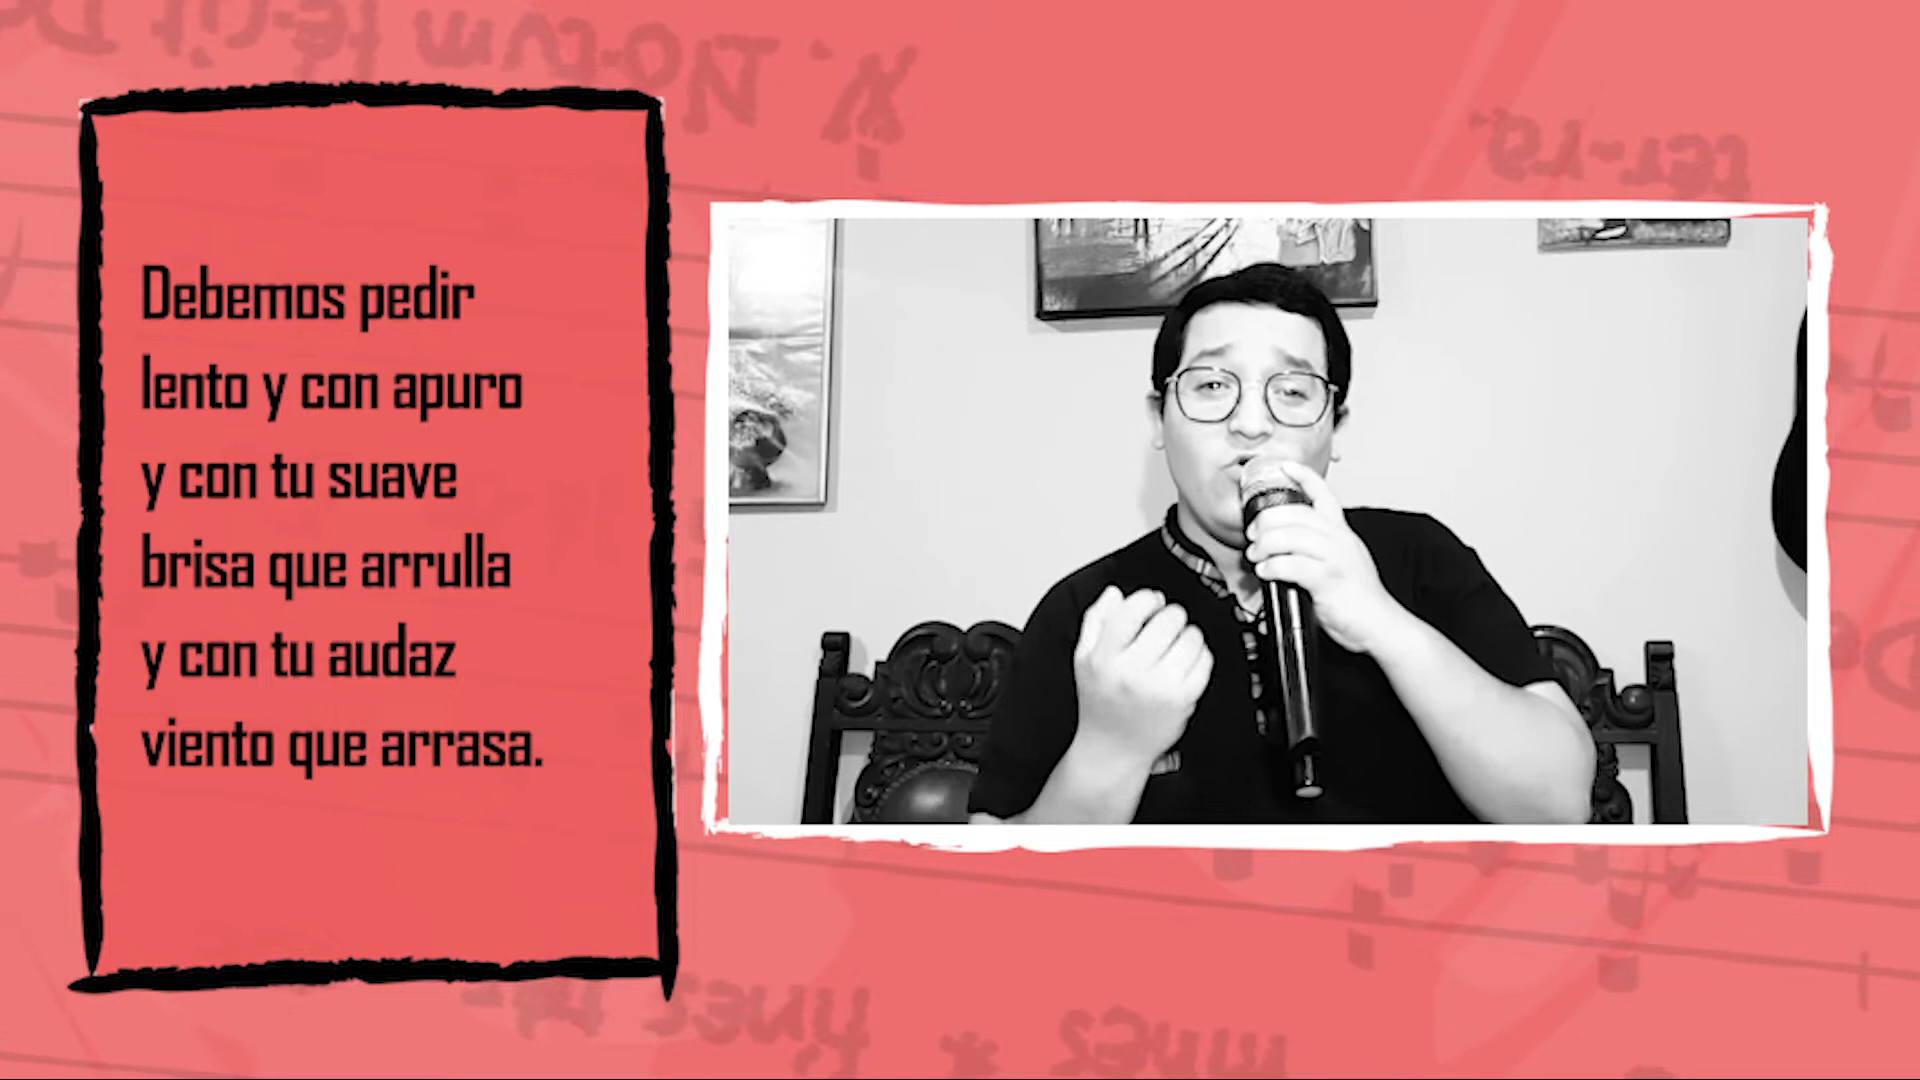 Debemos pedir
lento y con apuro
y con tu suave
brisa que arrulla
y con tu audaz
viento que arrasa.